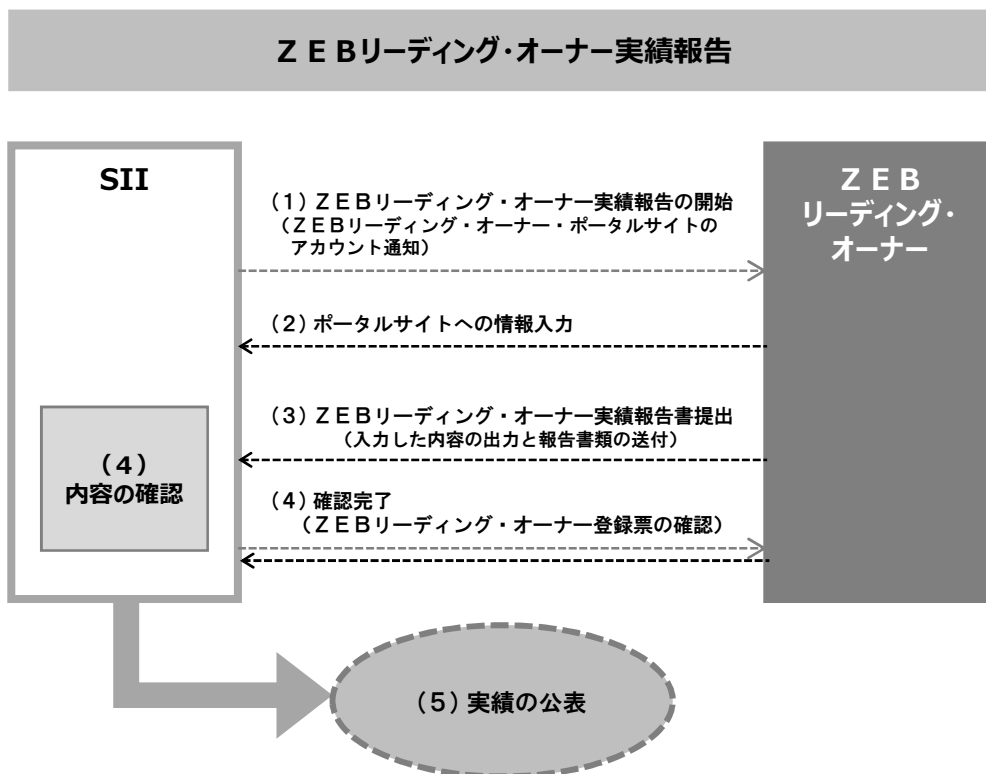 ＺＥＢリーディング・オーナー実績報告
SII
ＺＥＢ
リーディング・
オーナー
（１）ＺＥＢリーディング・オーナー実績報告の開始
（ＺＥＢリーディング・オーナー・ポータルサイトの
アカウント通知）
（２）ポータルサイトへの情報入力
（３）ＺＥＢリーディング・オーナー実績報告書提出
（入力した内容の出力と報告書類の送付）
（４）
内容の確認
（４）確認完了
（ＺＥＢリーディング・オーナー登録票の確認）
（５）実績の公表